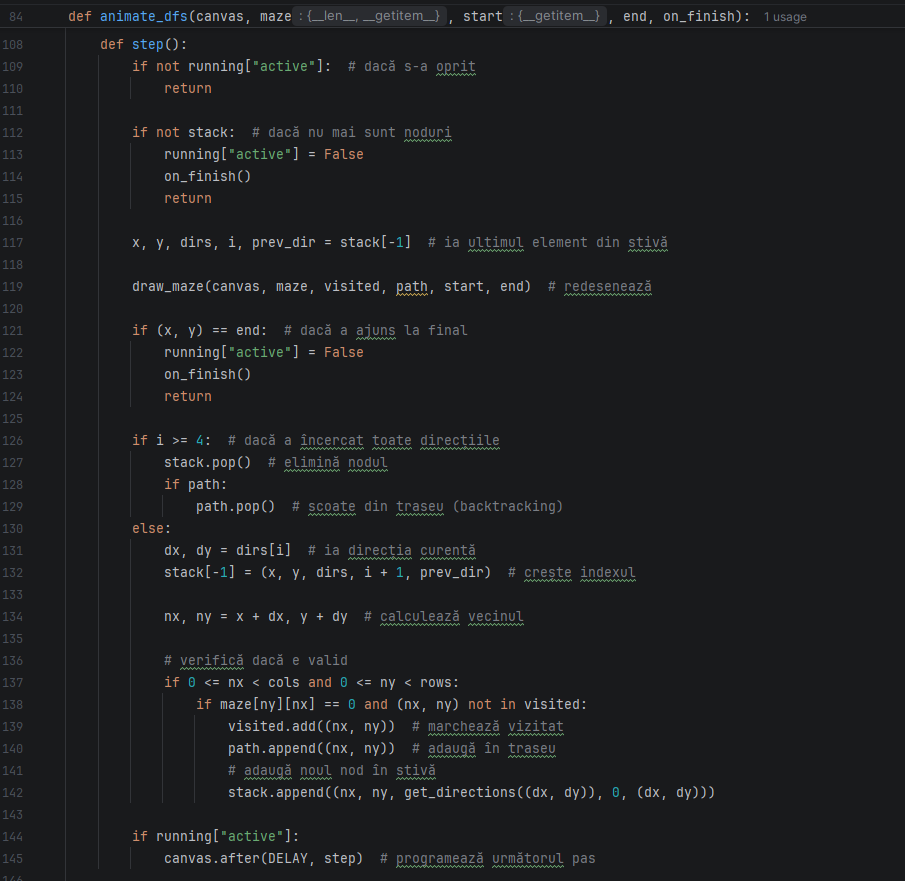 84 def animate_dfs(canvas, maze : {__len__, __getitem__} , start : {__getitem__} , end, on_finish): 1 usage
108 def step():
109 if not running["active"]: # dacă s-a oprit
110 return
111
112 if not stack: # dacă nu mai sunt noduri
113 running["active"] = False
114 on_finish()
115 return
116
117 x, y, dirs, i, prev_dir = stack[-1] # ia ultimul element din stivă
118
119 draw_maze(canvas, maze, visited, path, start, end) # redesenează
120
121 if (x, y) == end: # dacă a ajuns la final
122 running["active"] = False
123 on_finish()
124 return
125
126 if i >= 4: # dacă a încercat toate direcțiile
127 stack.pop() # elimină nodul
128 if path:
129 path.pop() # scoate din traseu (backtracking)
130 else:
131 dx, dy = dirs[i] # ia direcția curentă
132 stack[-1] = (x, y, dirs, i + 1, prev_dir) # crește indexul
133
134 nx, ny = x + dx, y + dy # calculează vecinul
135
136 # verifică dacă e valid
137 if 0 <= nx < cols and 0 <= ny < rows:
138 if maze[ny][nx] == 0 and (nx, ny) not in visited:
139 visited.add((nx, ny)) # marchează vizitat
140 path.append((nx, ny)) # adaugă în traseu
141 # adaugă noul nod în stivă
142 stack.append((nx, ny, get_directions((dx, dy)), 0, (dx, dy)))
143
144 if running["active"]:
145 canvas.after(DELAY, step) # programează următorul pas
146